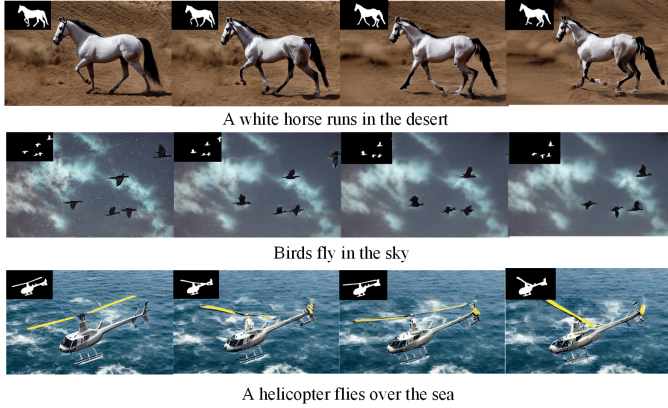 A white horse runs in the desert
Birds fly in the sky
A helicopter flies over the sea